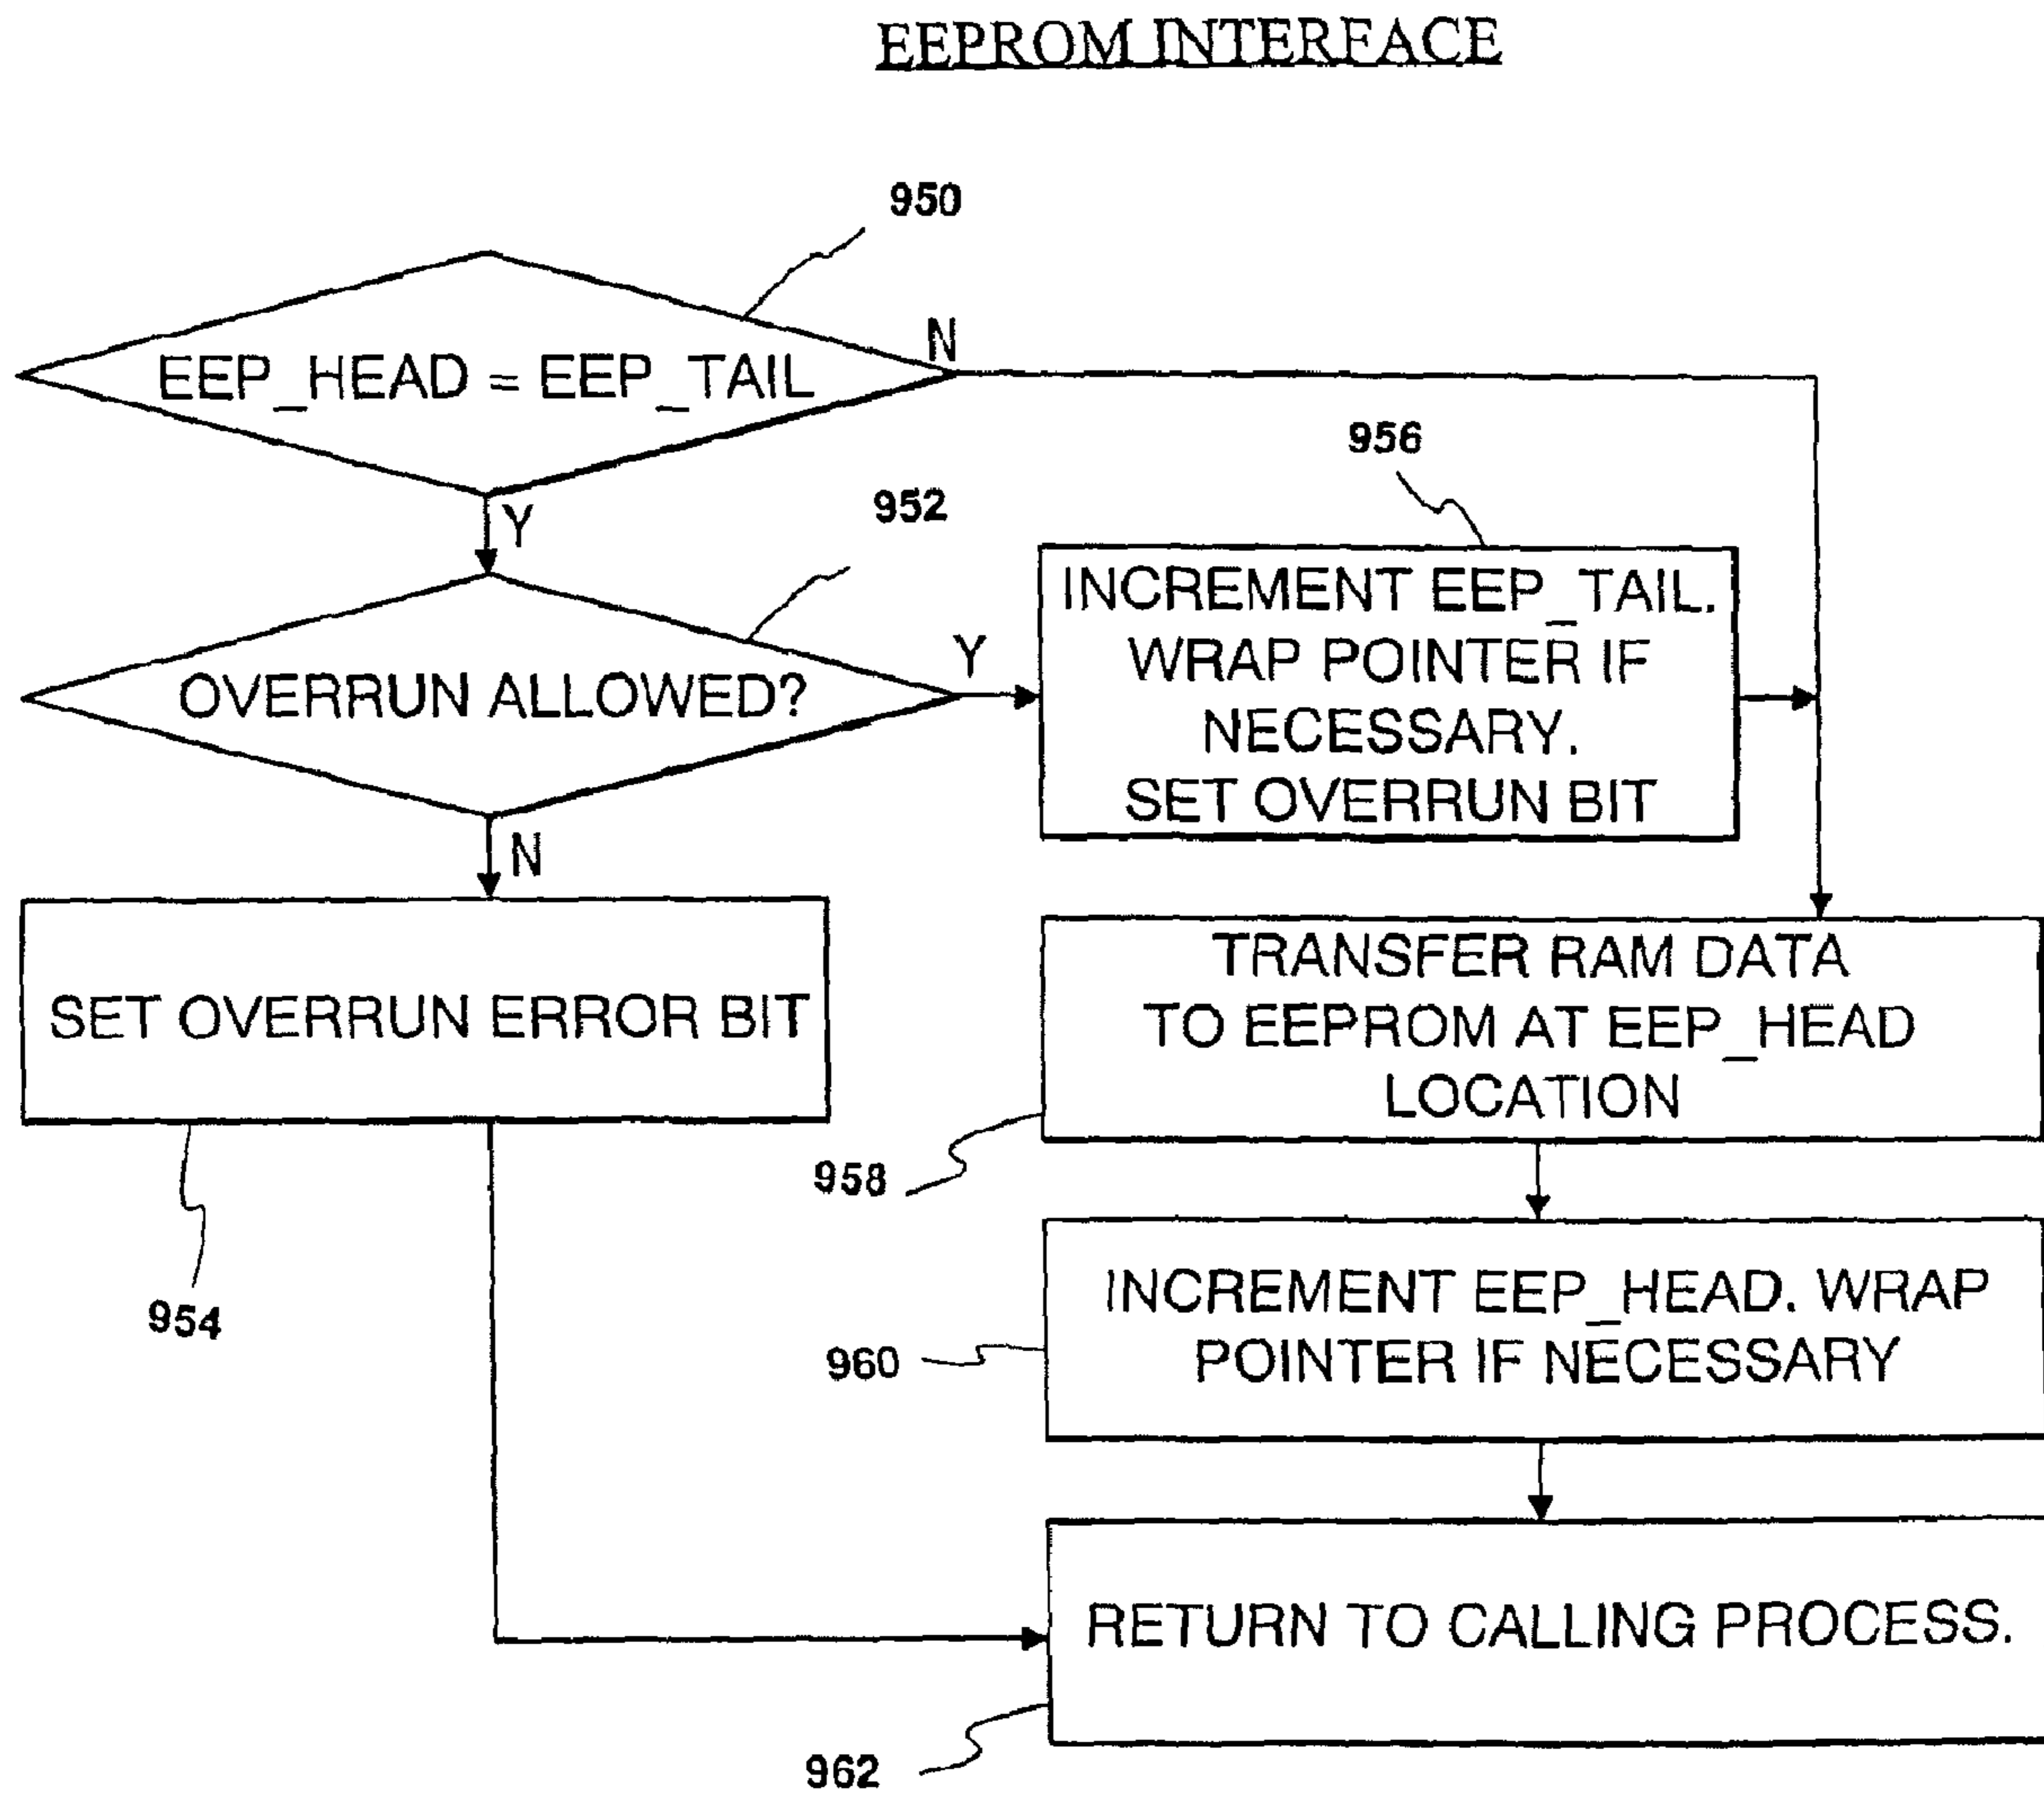 EEPROM INTERFACE
950
N
EEP_HEAD = EEP_TAIL
956
952
Y
INCREMENT EEP_TAIL.
WRAP POINTER IF
NECESSARY.
SET OVERRUN BIT
Y
OVERRUN ALLOWED?
N
TRANSFER RAM DATA
TO EEPROM AT EEP_HEAD
LOCATION
SET OVERRUN ERROR BIT
958
954
INCREMENT EEP_HEAD. WRAP
POINTER IF NECESSARY
960
RETURN TO CALLING PROCESS.
962